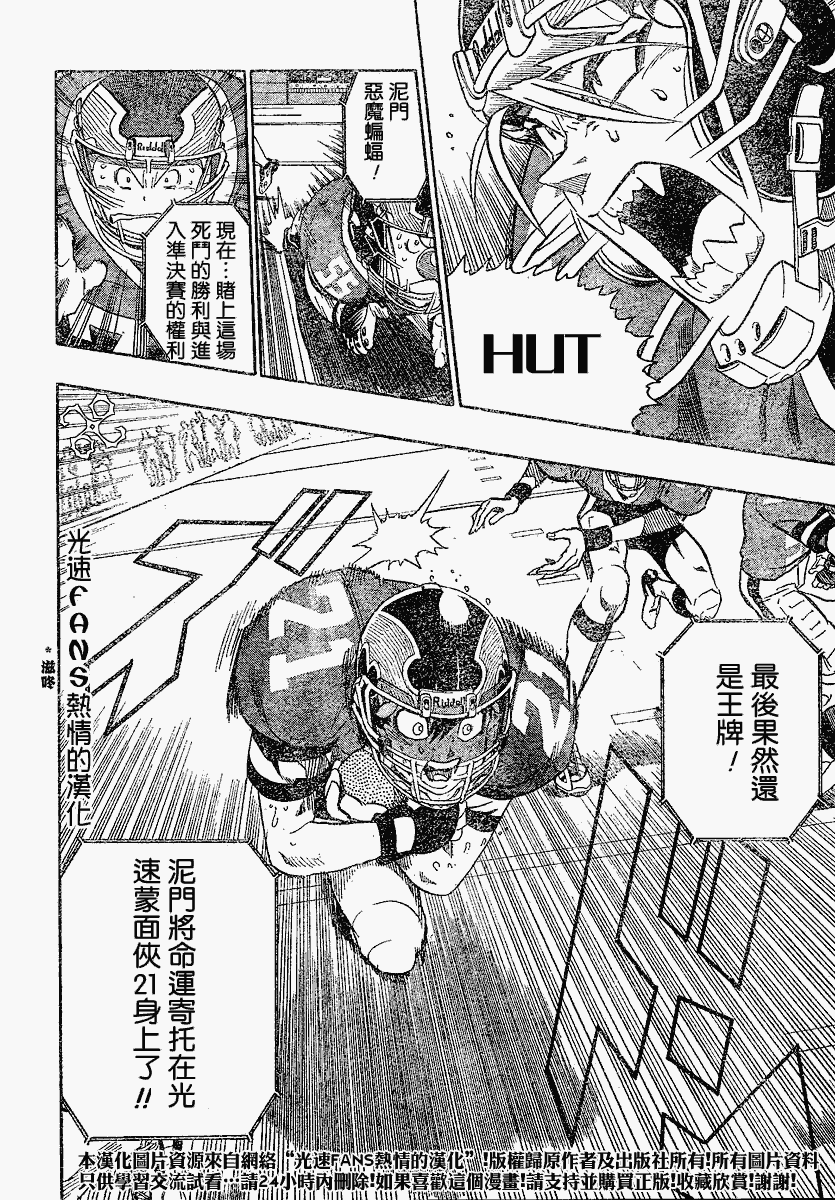 HUT
Riddel
泥門
惡魔蝙蝠！
55
現在…賭上這場
死鬥的勝利與進
入準決賽的權利
Riddel
最後果然還
是王牌！
21
21
Riddel
泥門將命運寄托在光
速蒙面俠21身上了!!
光速FANS熱情的漢化
*滋咚
本漢化圖片資源來自網絡“光速FANS熱情的漢化”!版權歸原作者及出版社所有!所有圖片資料
只供學習交流試看…請24小時內刪除!如果喜歡這個漫畫!請支持並購買正版!收藏欣賞!謝謝!